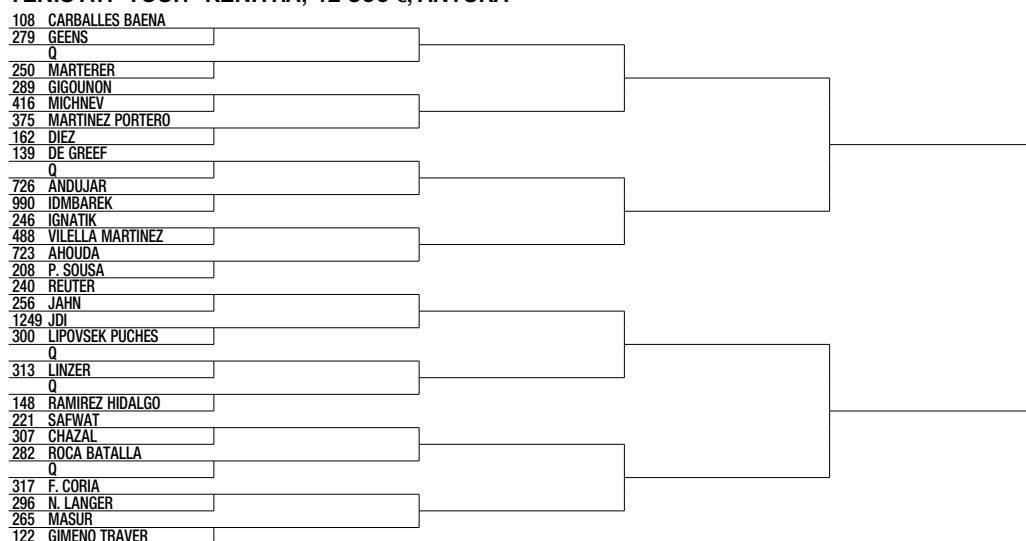 108 CARBALLES BAENA
279 GEENS
Q
250 MARTERER
289 GIGOUNON
416 MICHNEV
375 MARTINEZ PORTERO
162 DIEZ
139 DE GREEF
Q
726 ANDUJAR
990 IDMBAREK
246 IGNATIK
488 VILELLA MARTINEZ
723 AHOUDA
208 P. SOUSA
240 REUTER
256 JAHN
1249 JDI
300 LIPOVSEK PUCHES
Q
313 LINZER
Q
148 RAMIREZ HIDALGO
221 SAFWAT
307 CHAZAL
282 ROCA BATALLA
Q
317 F. CORIA
296 N. LANGER
265 MASUR
122 GIMENO TRAVER